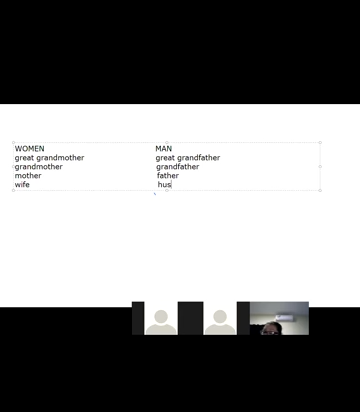 WOMEN MAN
great grandmother great grandfather
grandmother grandfather
mother father
wife hus